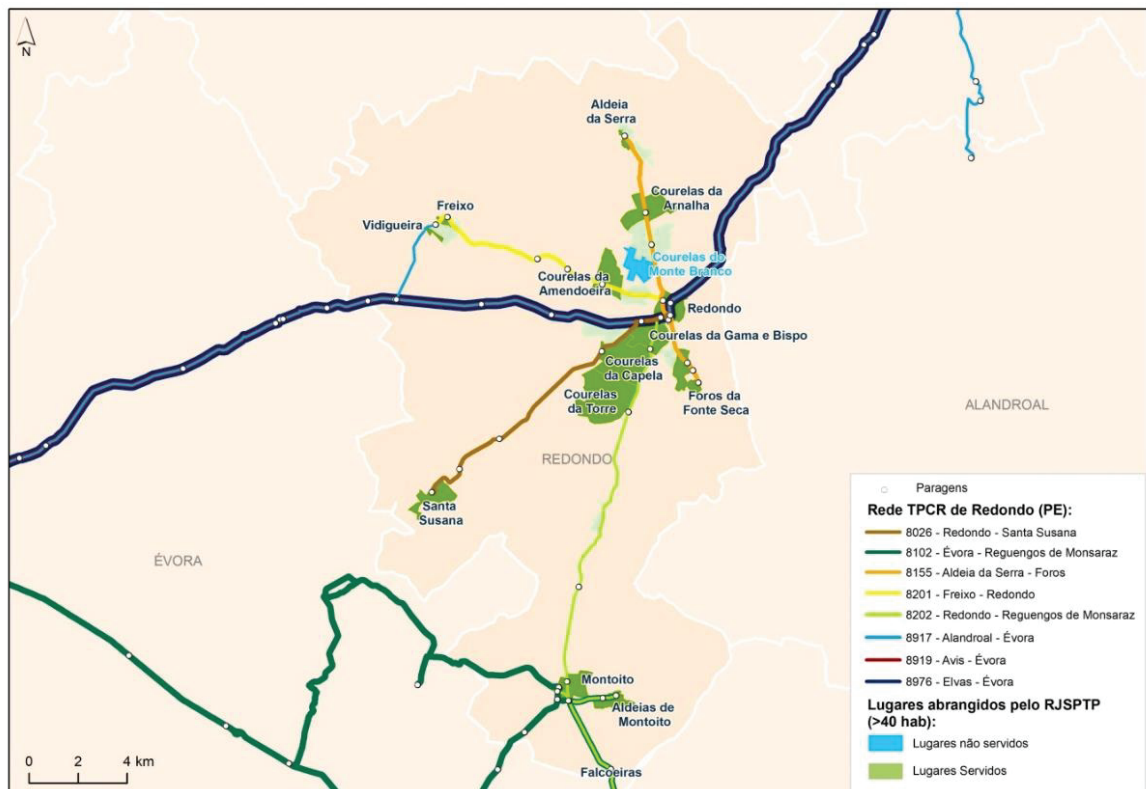 N
Aldeia
da Serra
Courelas da
Arnalha
Freixo
Vidigueira
Courelas do
Monte Branco
Courelas da
Amendoeira
Redondo
Courelas da Gama e Bispo
Courelas
da Capela
Courelas
da Torre
Foros da
Fonte Seca
ALANDROAL
REDONDO
Santa
Susana
ÉVORA
Montoito
Aldeias de
Montoito
Falcoeiras
0 2 4 km
Paragens
Rede TPCR de Redondo (PE):
8026 - Redondo - Santa Susana
8102 - Évora - Reguengos de Monsaraz
8155 - Aldeia da Serra - Foros
8201 - Freixo - Redondo
8202 - Redondo - Reguengos de Monsaraz
8917 - Alandroal - Évora
8919 - Avis - Évora
8976 - Elvas - Évora
Lugares abrangidos pelo RJSPTP
(>40 hab):
Lugares não servidos
Lugares Servidos